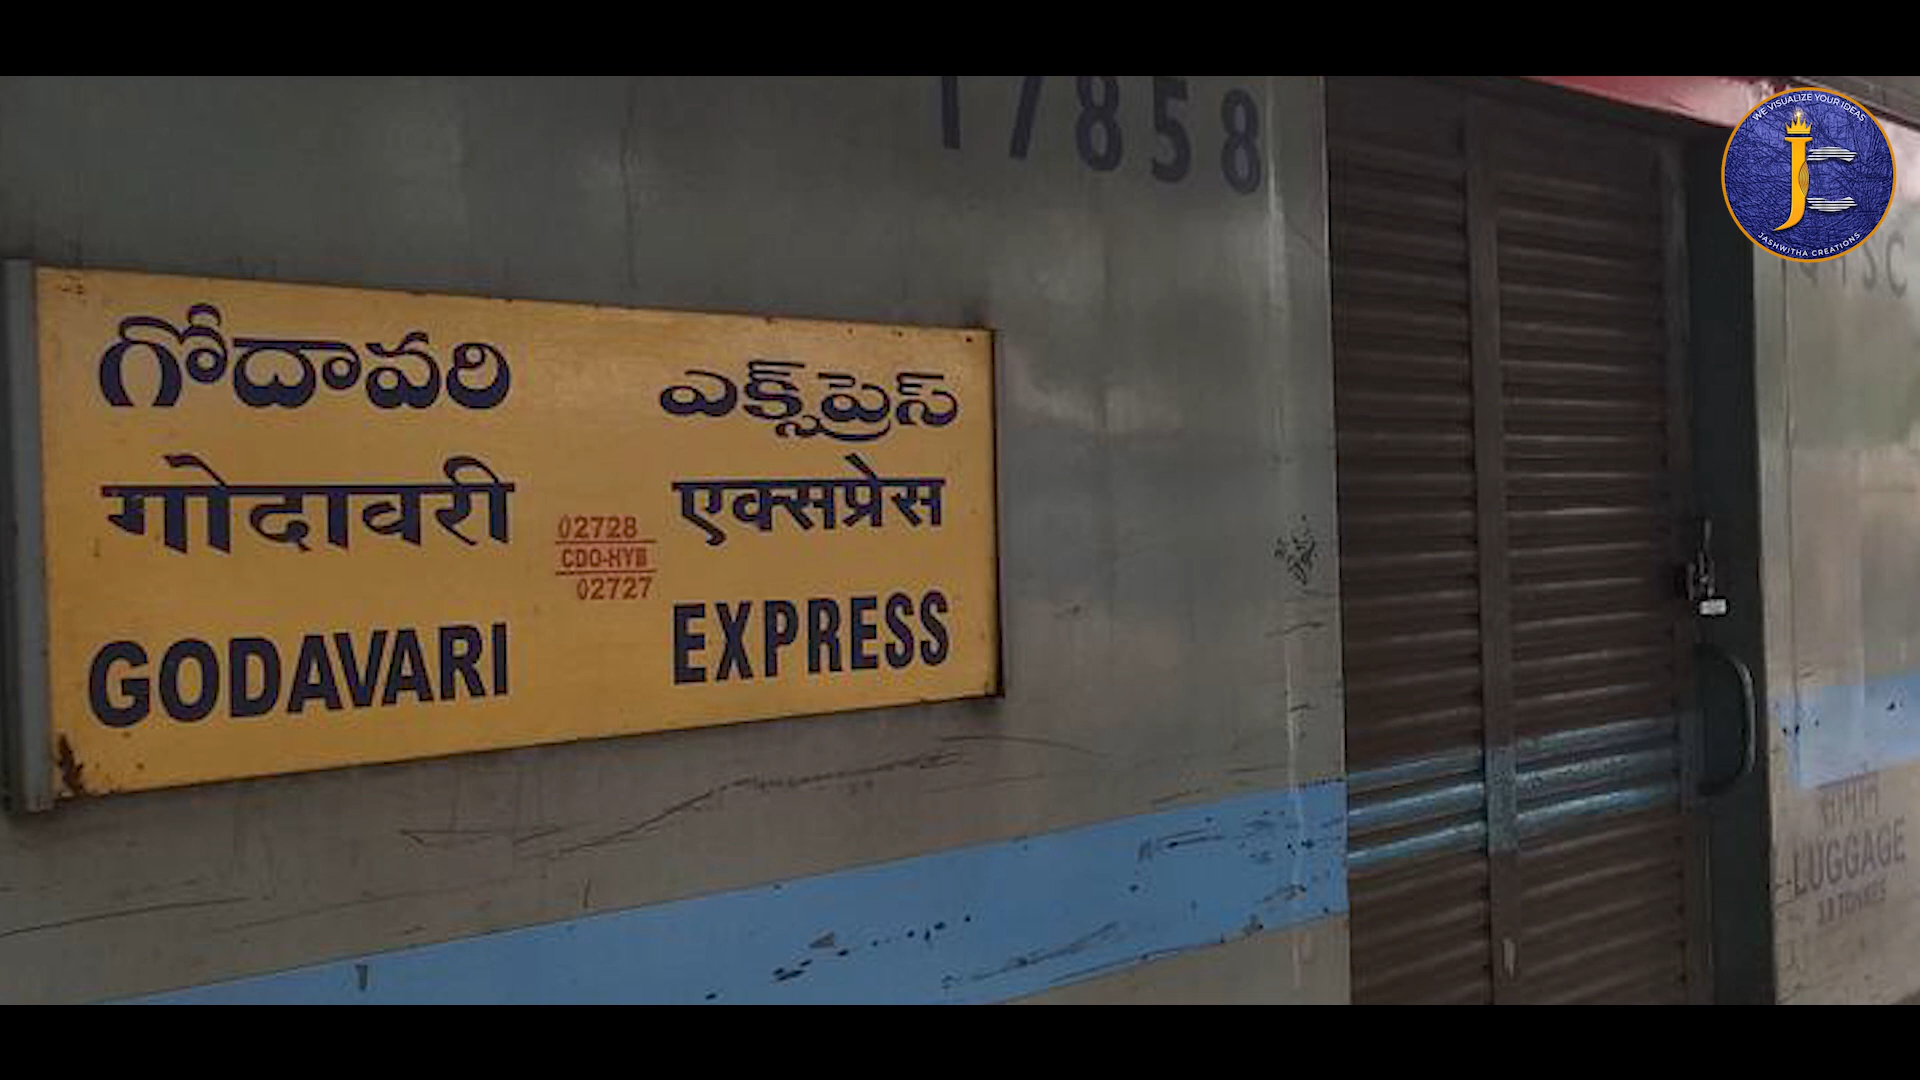 17858
WE VISUALIZE YOUR IDEAS
JC
JASHWITHA CREATIONS
గోదావరి ఎక్స్‌ప్రెస్
गोदावरी एक्सप्रेस
02728
CDO-HYB
02727
GODAVARI EXPRESS
सामान
LUGGAGE